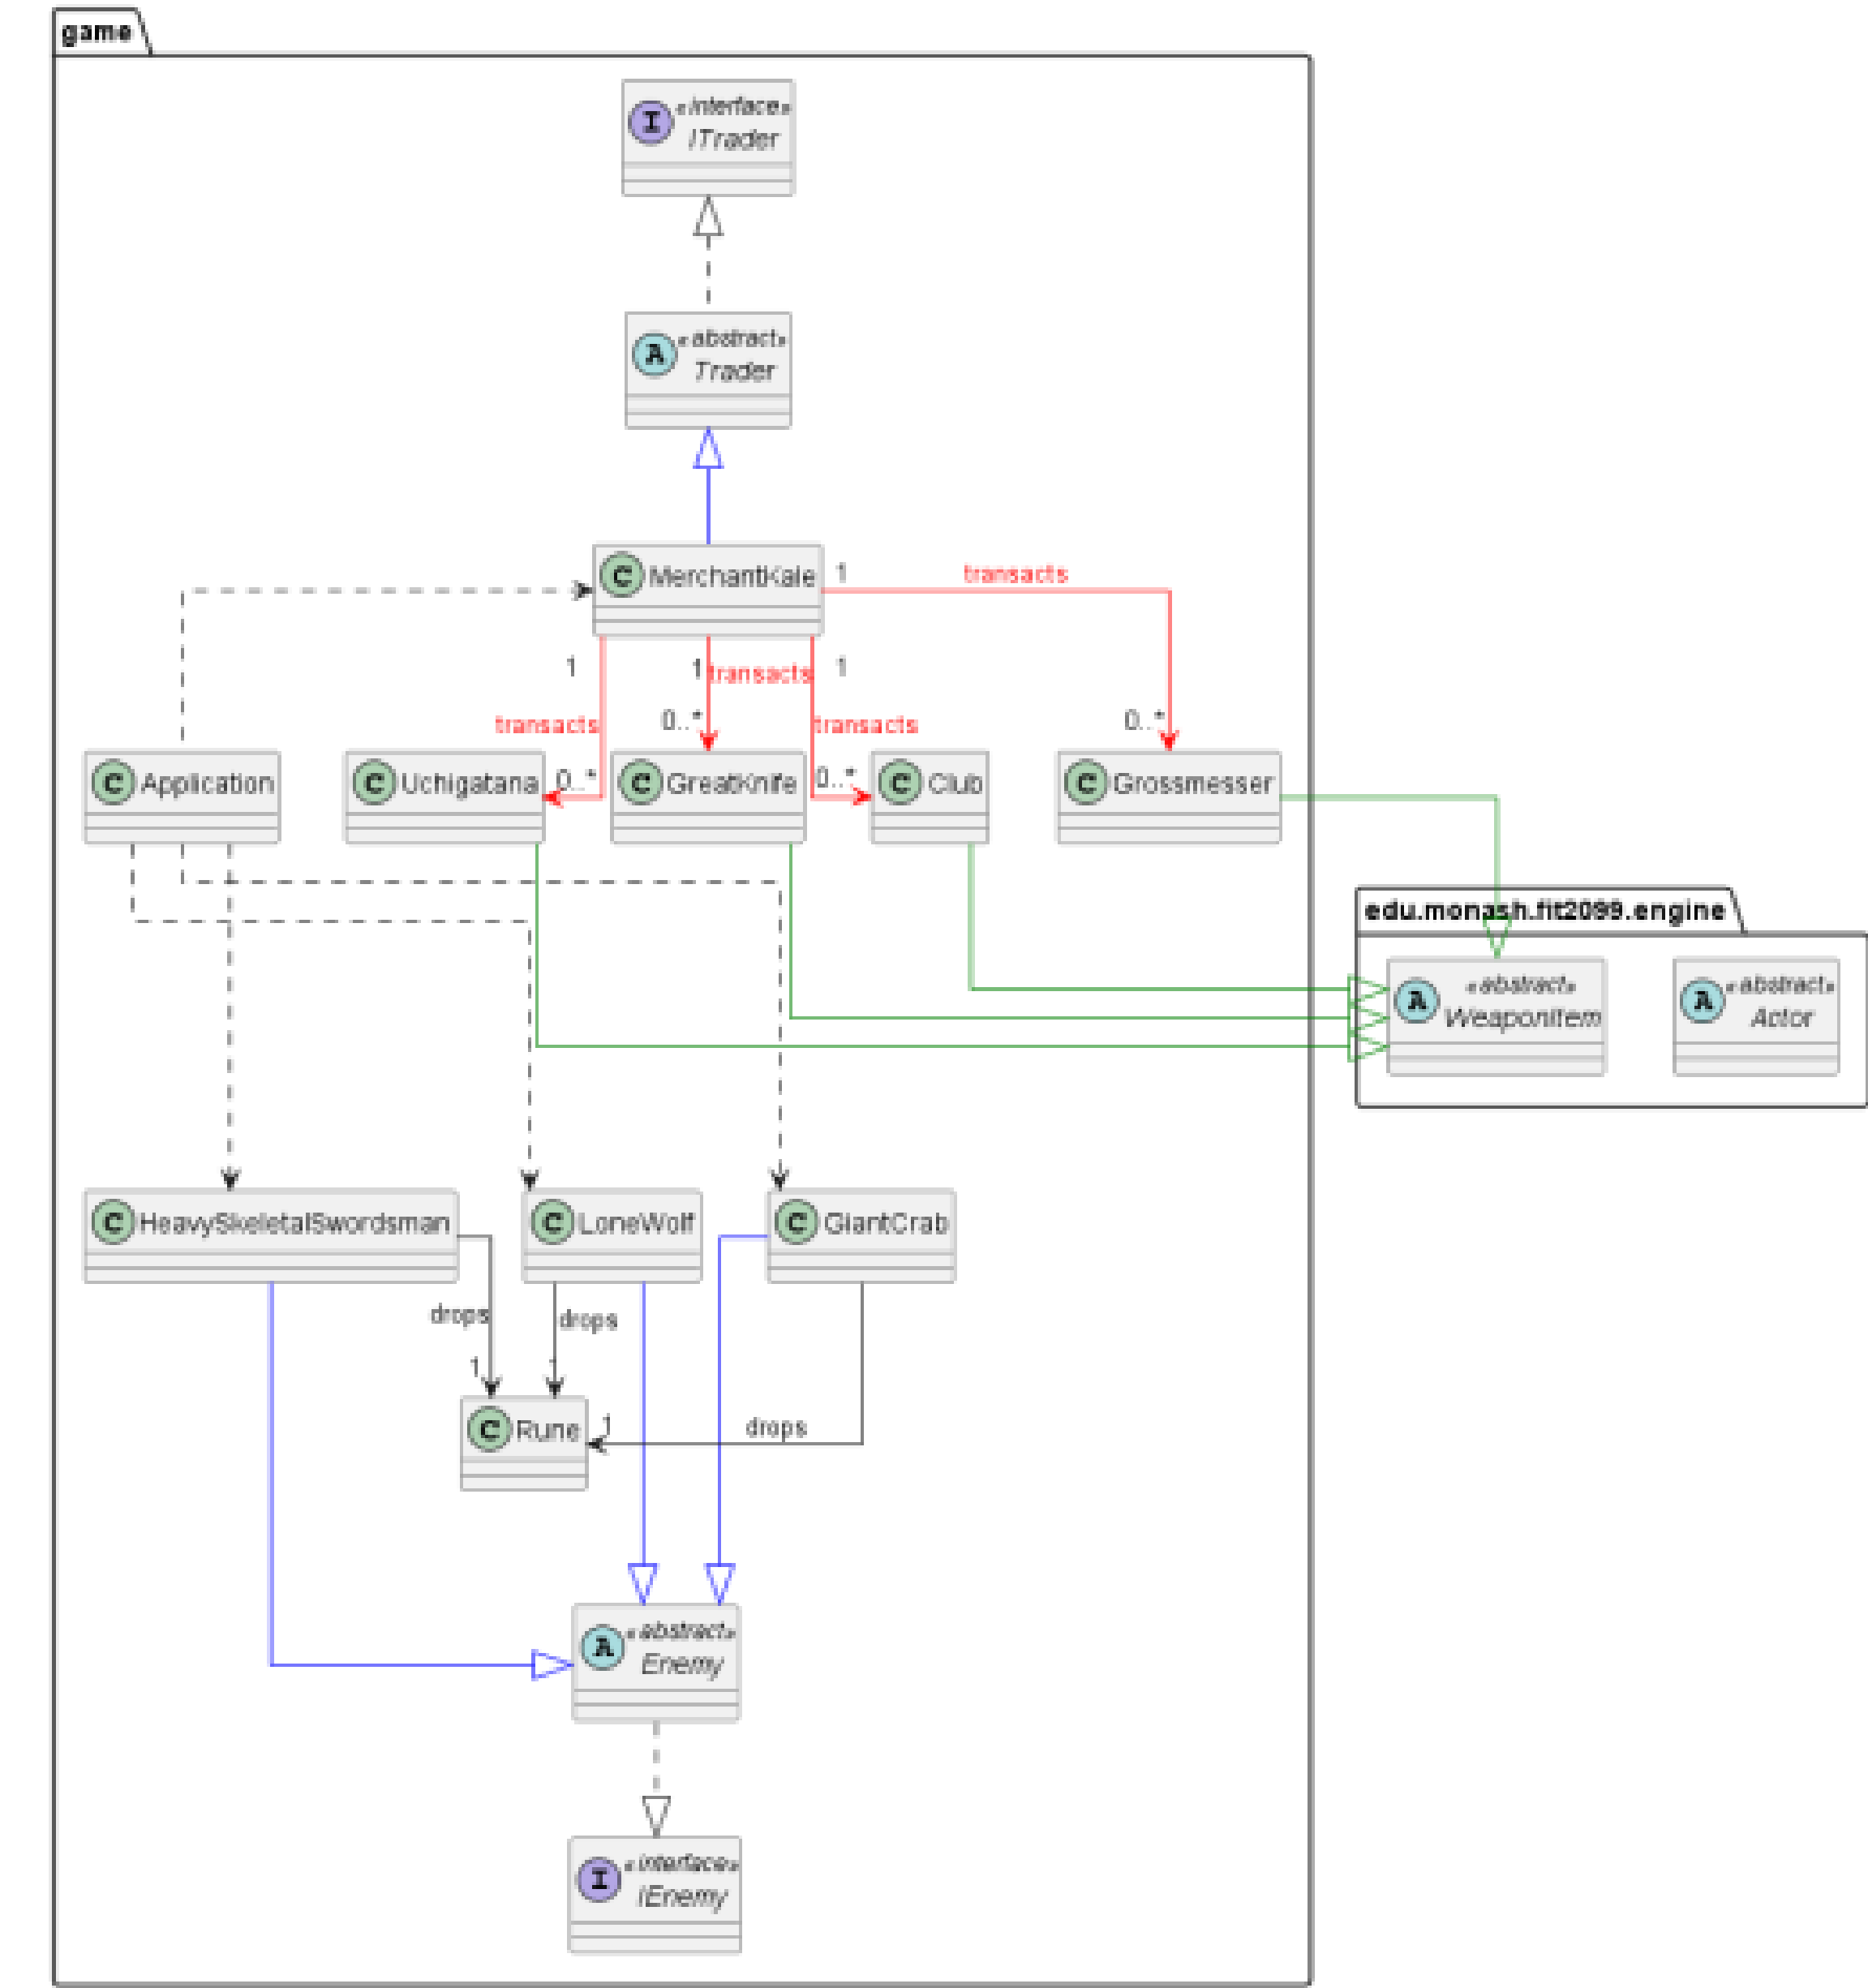 game
I
«interface»
ITrader
A
«abstract»
Trader
C MerchantKale
1
transacts
1
1
transacts
1
transacts
0..*
transacts
0..*
C Application
C Uchigatana
0..*
C GreatKnife
0..*
C Club
C Grossmesser
edu.monash.fit2099.engine
A
«abstract»
WeaponItem
A
«abstract»
Actor
C HeavySkeletalSwordsman
C LoneWolf
C GiantCrab
drops
drops
1
1
C Rune
1
drops
A
«abstract»
Enemy
I
«interface»
IEnemy